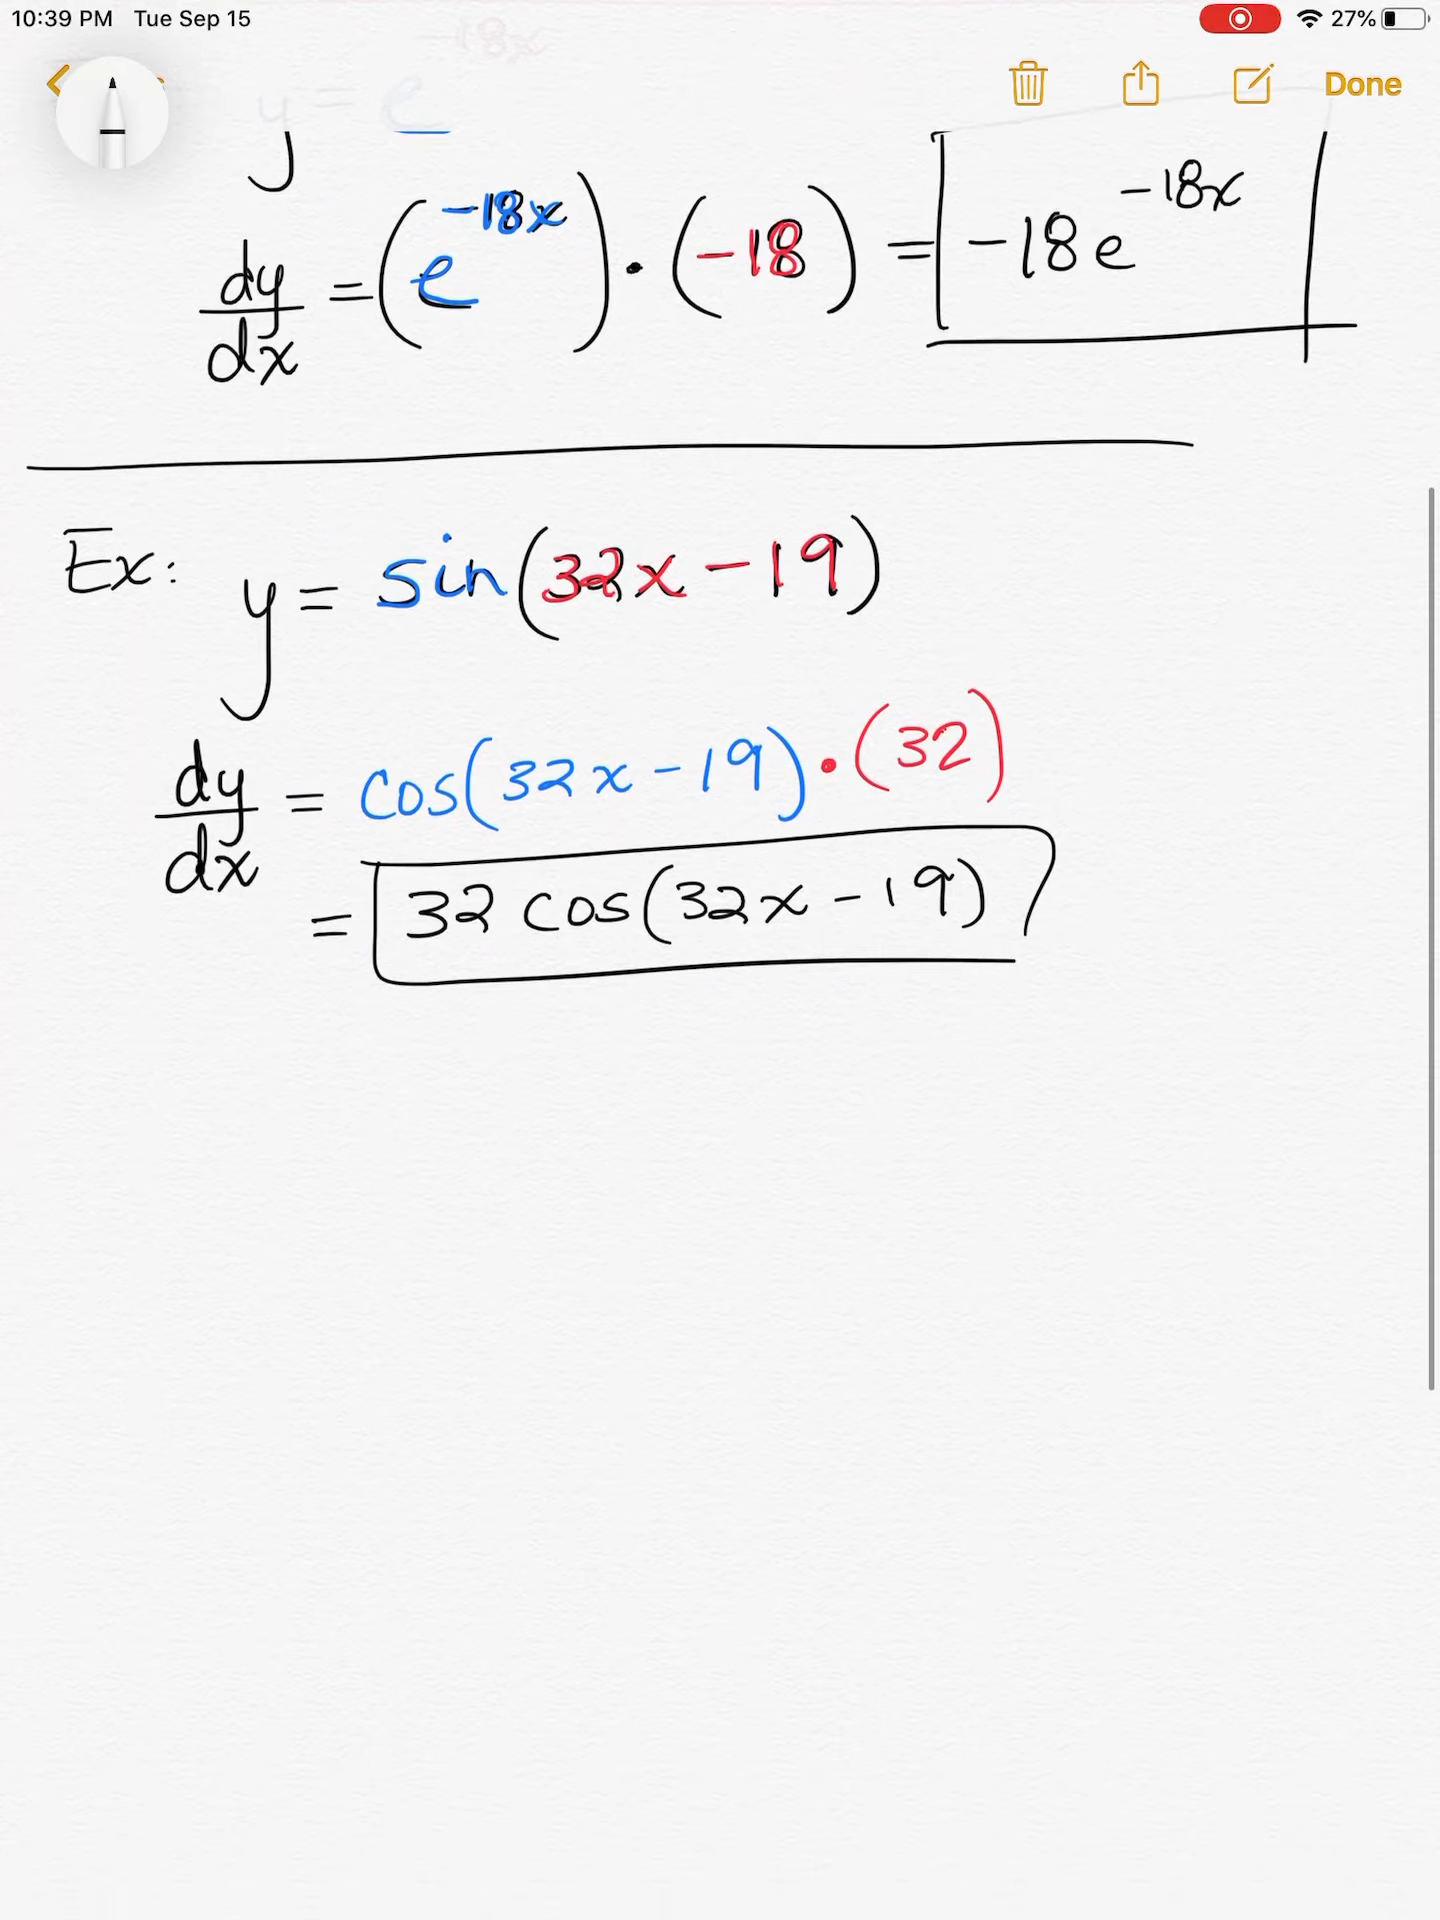 10:39 PM Tue Sep 15 27%
Done
-18x
y = e
dy/dx = (e^-18x) · (-18) = -18e^-18x
Ex: y = sin(32x - 19)
dy/dx = cos(32x - 19) · (32)
= 32 cos(32x - 19)